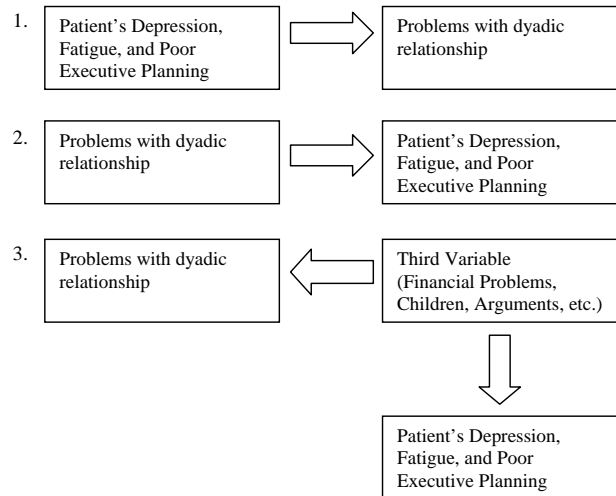 1.
Patient's Depression,
Fatigue, and Poor
Executive Planning
Problems with dyadic
relationship
2.
Problems with dyadic
relationship
Patient's Depression,
Fatigue, and Poor
Executive Planning
3.
Problems with dyadic
relationship
Third Variable
(Financial Problems,
Children, Arguments, etc.)
Patient's Depression,
Fatigue, and Poor
Executive Planning